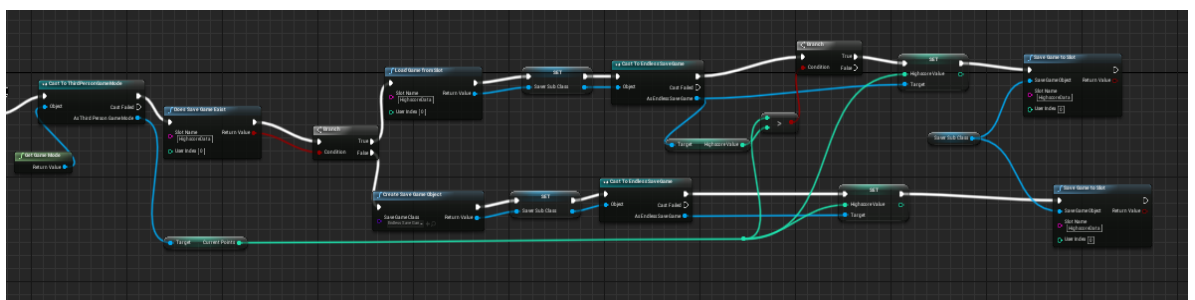 Cast To ThirdPersonGameMode
Object
Cast Failed
As Third Person Game Mode
Get Game Mode
Return Value
Does Save Game Exist
Slot Name
HighscoreData
Return Value
User Index 0
Branch
Condition
True
False
Target
Current Points
Load Game from Slot
Slot Name
HighscoreData
Return Value
User Index 0
SET
Save Sub Class
Cast To EndlessSaveGame
Object
Cast Failed
As Endless Save Game
Target
Highscore Value
>
Branch
Condition
True
False
SET
Highscore Value
Target
Save Game to Slot
Save Game Object
Return Value
Slot Name
HighscoreData
User Index 0
Save Sub Class
Create Save Game Object
Save Game Class
Return Value
SET
Save Sub Class
Cast To EndlessSaveGame
Object
Cast Failed
As Endless Save Game
SET
Highscore Value
Target
Save Game to Slot
Save Game Object
Return Value
Slot Name
HighscoreData
User Index 0